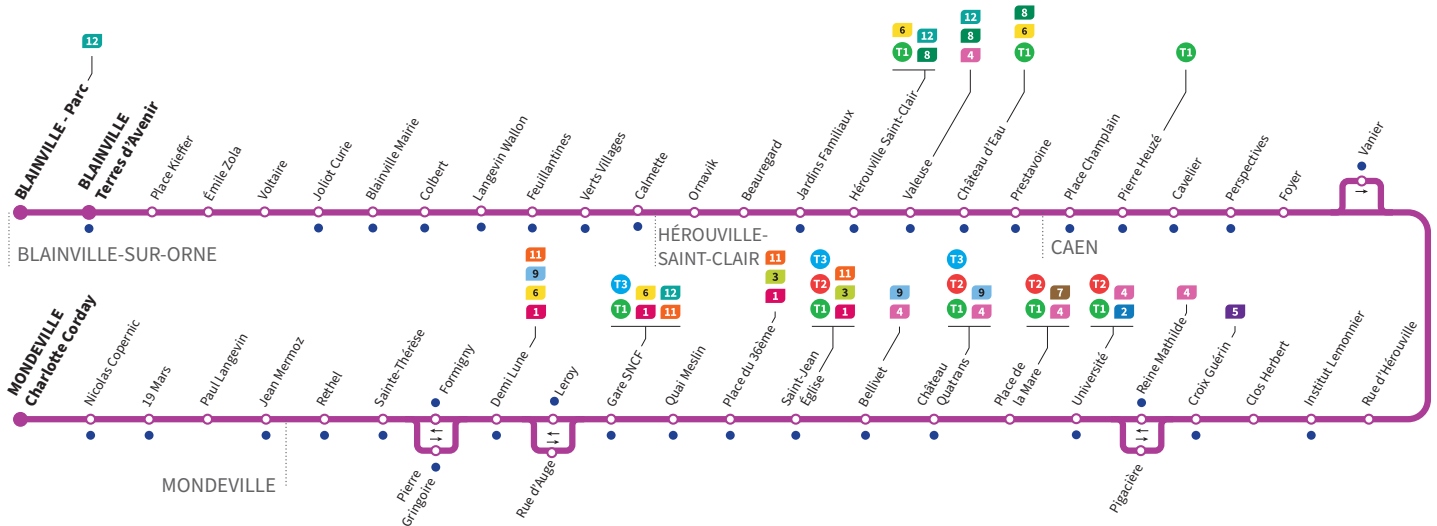 12
BLAINVILLE - Parc
BLAINVILLE
Terres d'Avenir
Place Kieffer
Émile Zola
Voltaire
Joliot Curie
Blainville Mairie
Colbert
Langevin Wallon
Feuillantines
Verts Villages
Calmette
Ornavik
Beauregard
Jardins Familiaux
6 12
T1 8
Hérouville Saint-Clair
12
8
4
Valeuse
8
6
T1
Château d'Eau
Prestavoine
Place Champlain
T1
Pierre Heuzé
Cavelier
Perspectives
Foyer
Vanier
→
BLAINVILLE-SUR-ORNE
HÉROUVILLE-
SAINT-CLAIR
CAEN
MONDEVILLE
Charlotte Corday
Nicolas Copernic
19 Mars
Paul Langevin
Jean Mermoz
Rethel
Sainte-Thérèse
Formigny
←
→
Pierre
Gringoire
11
9
6
1
Demi Lune
Leroy
←
→
Rue d'Auge
T3 6 12
T1 1 11
Gare SNCF
Quai Meslin
11
3
1
Place du 36ème
T3
T2 11
3
T1 1
Saint-Jean
Église
9
4
Bellivet
T3
T2 9
T1 4
Château
Quatrans
T2 7
T1 4
Place de
la Mare
T2 4
T1 2
Université
4
Reine Mathilde
←
→
Pigacière
5
Croix Guérin
Clos Herbert
Institut Lemonnier
Rue d'Hérouville
MONDEVILLE